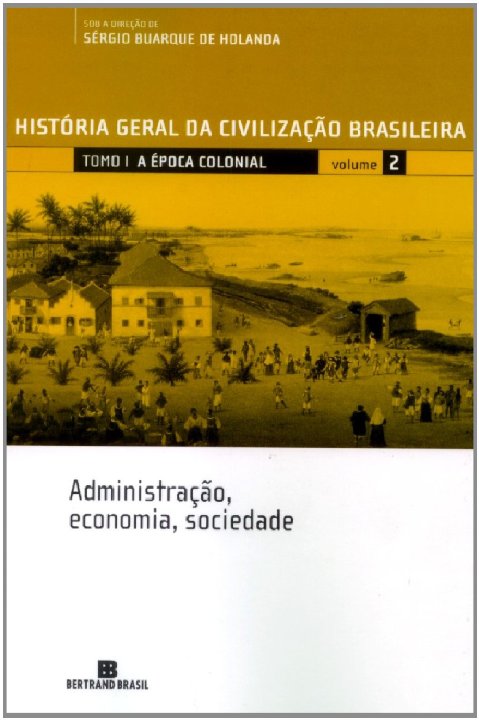 SOB A DIREÇÃO DE
SÉRGIO BUARQUE DE HOLANDA
HISTÓRIA GERAL DA CIVILIZAÇÃO BRASILEIRA
TOMO I A ÉPOCA COLONIAL volume 2
Administração,
economia, sociedade
BERTRAND BRASIL